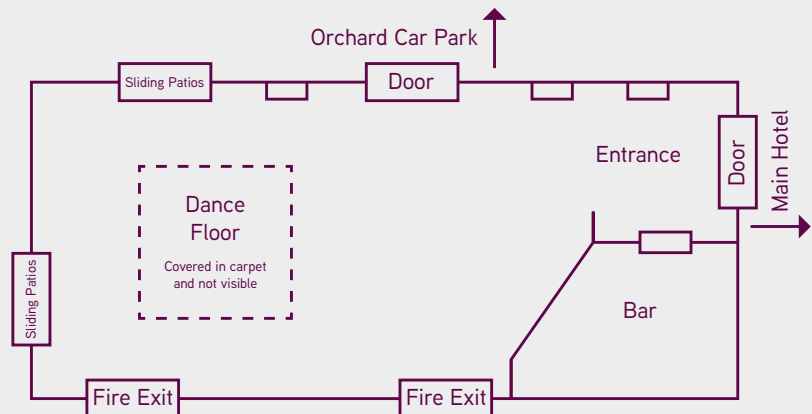 Orchard Car Park
Sliding Patios
Door
Entrance
Door
Main Hotel
Dance
Floor
Covered in carpet
and not visible
Sliding Patios
Bar
Fire Exit
Fire Exit